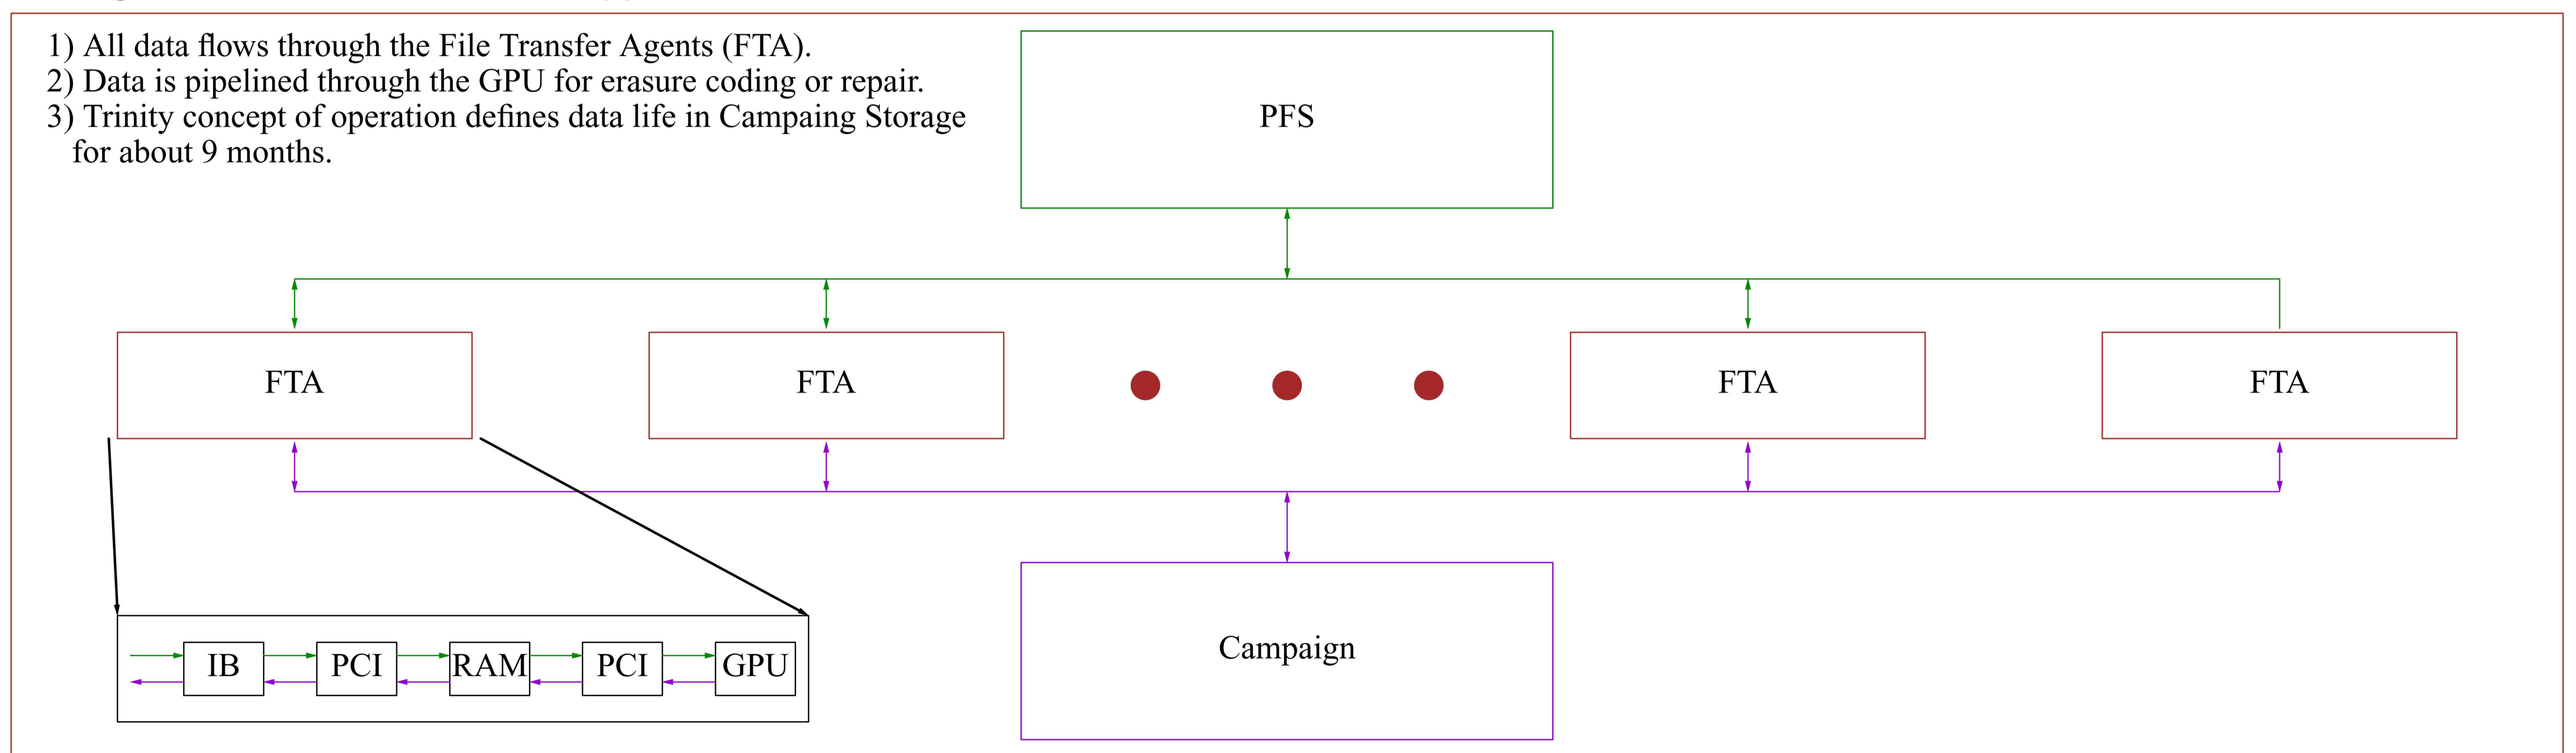 1) All data flows through the File Transfer Agents (FTA).
2) Data is pipelined through the GPU for erasure coding or repair.
3) Trinity concept of operation defines data life in Campaing Storage
for about 9 months.
PFS
FTA
FTA
FTA
FTA
IB
PCI
RAM
PCI
GPU
Campaign